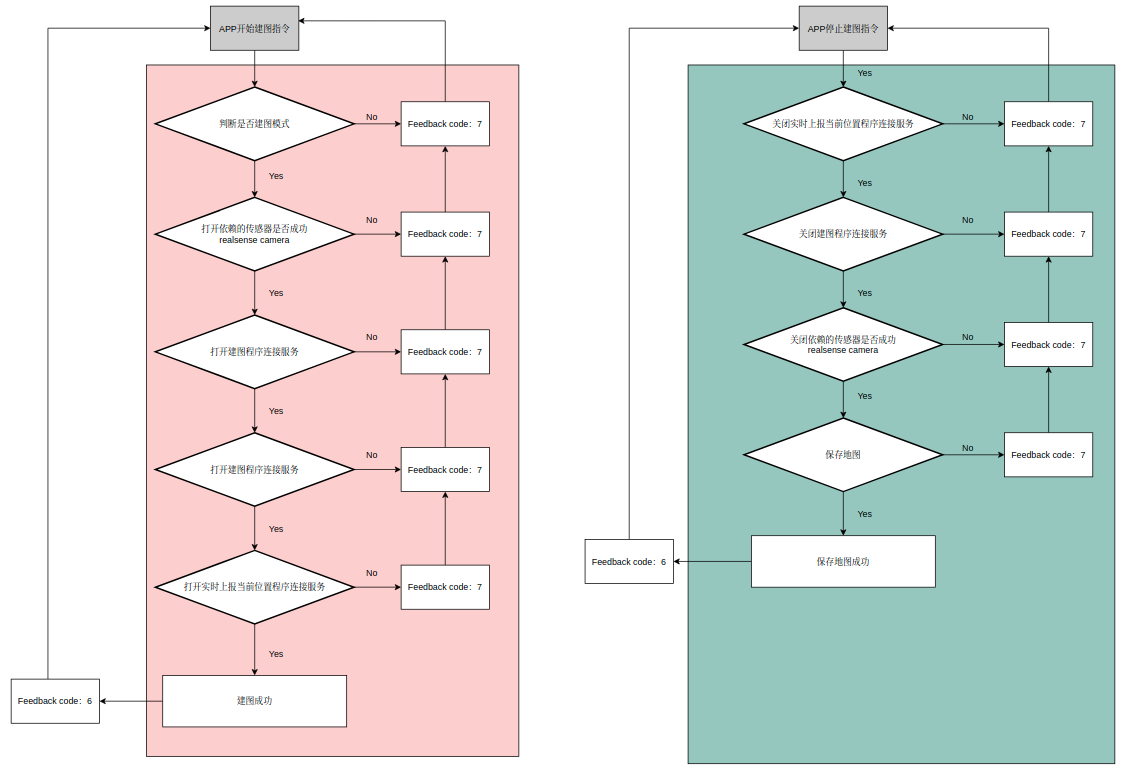 APP开始建图指令
判断是否建图模式
No
Feedback code：7
Yes
打开依赖的传感器是否成功
realsense camera
No
Feedback code：7
Yes
打开建图程序连接服务
No
Feedback code：7
Yes
打开建图程序连接服务
No
Feedback code：7
Yes
打开实时上报当前位置程序连接服务
No
Feedback code：7
Yes
建图成功
Feedback code：6
APP停止建图指令
Yes
关闭实时上报当前位置程序连接服务
No
Feedback code：7
Yes
关闭建图程序连接服务
No
Feedback code：7
Yes
关闭依赖的传感器是否成功
realsense camera
No
Feedback code：7
Yes
保存地图
No
Feedback code：7
Yes
保存地图成功
Feedback code：6